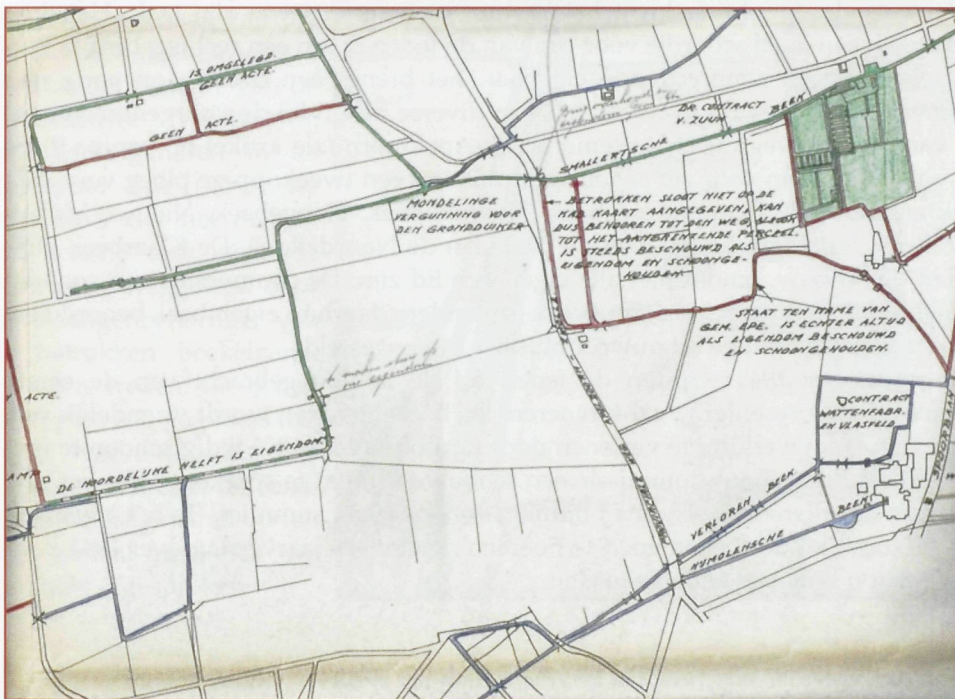 D
IS OMGELEGD.
GEEN ACTE.
GEEN ACTE.
DR. CONTRACT
V. ZUUK
SMALLERTSCHE BEEK
MONDELINGE
VERGUNNING VOOR
DEN GRONDDUIKER
BETROKKEN SLOOT NIET OP DE
KAD. KAART AANGEGEVEN, KAN
DUS BEHOOREN TOT DEN WEG, ALSOOK
TOT HET AANGRENZENDE PERCEEL.
IS STEEDS BESCHOUWD ALS
EIGENDOM EN SCHOONGE-
HOUDEN.
STAAT TEN NAME VAN
GEM. EPE. IS ECHTER ALTIJD
ALS EIGENDOM BESCHOUWD
EN SCHOONGEHOUDEN.
ACTE.
DE NOORDELIJKE HELFT IS EIGENDOM.
CONTRACT
WATTENFABR.
EN VLASFELD
VERLOREN BEEK
NIJMOLENSCHE BEEK